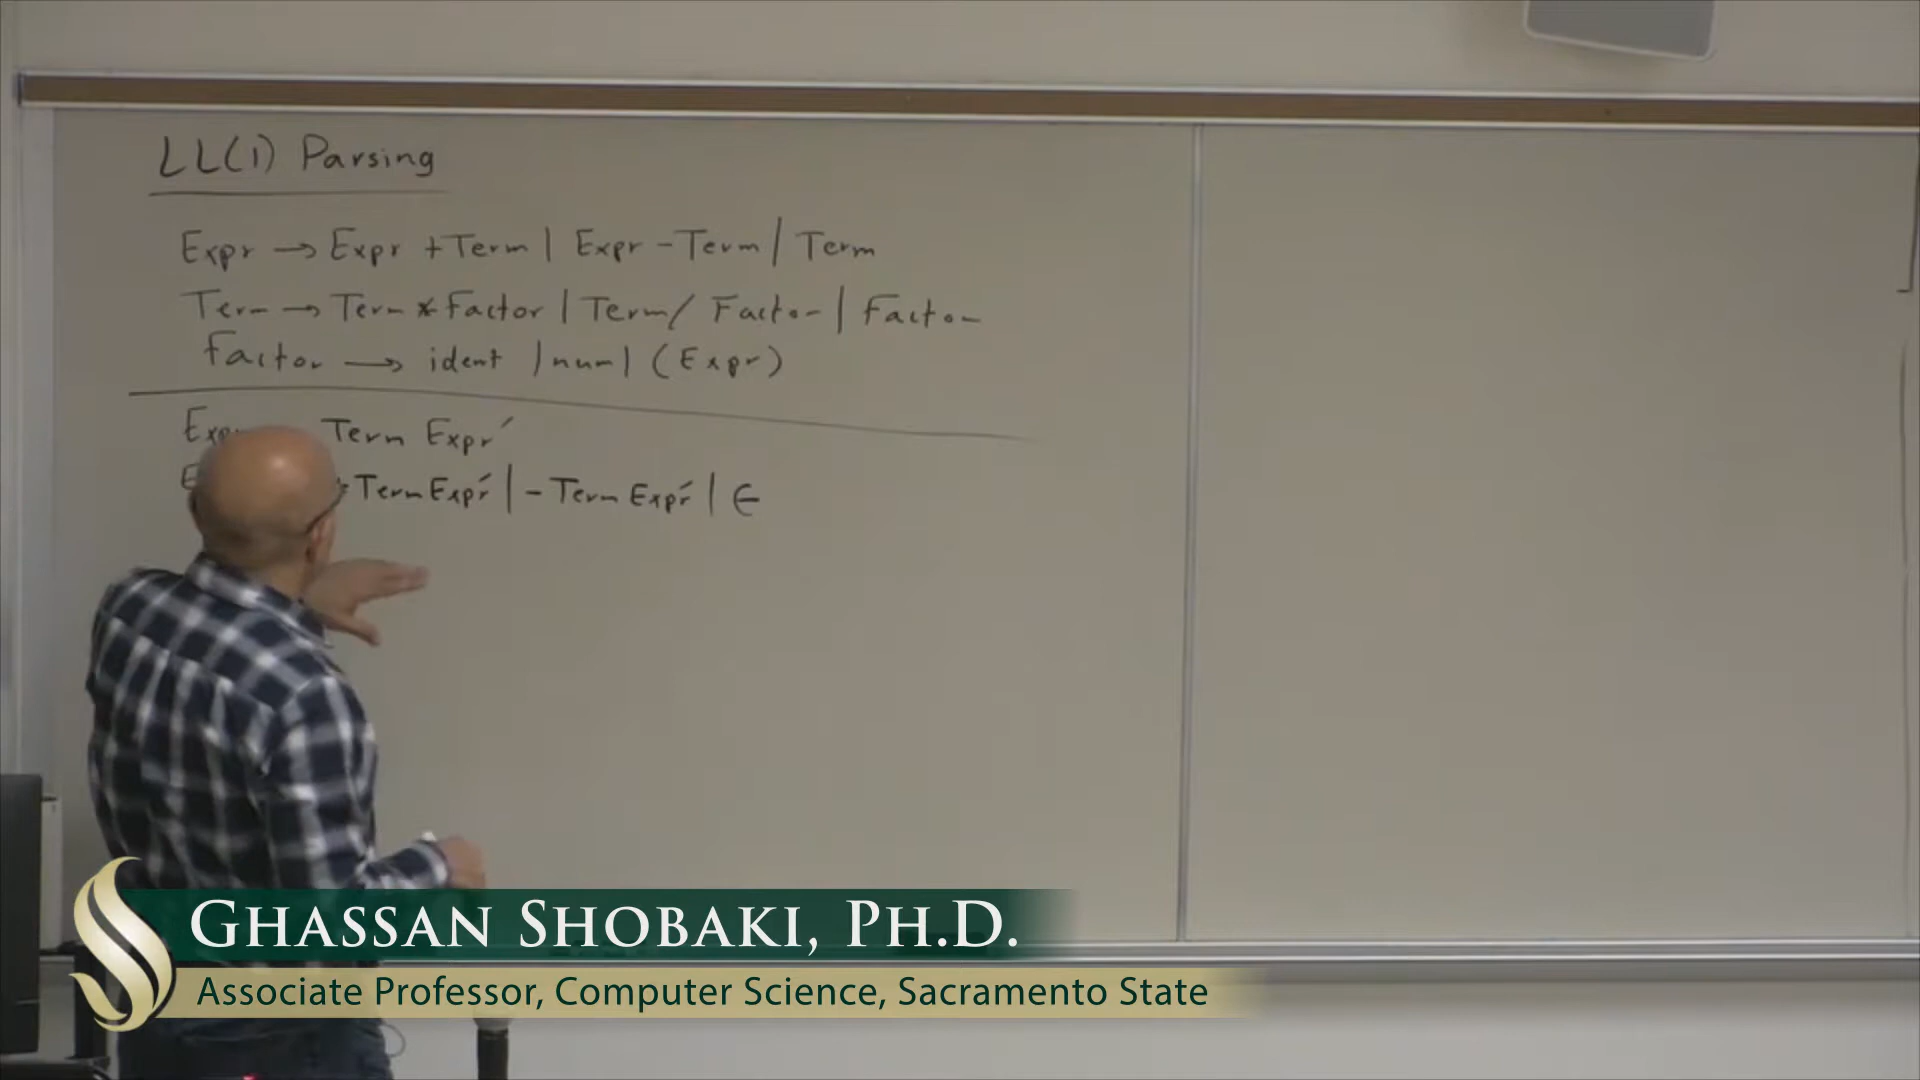 LL(1) Parsing
Expr → Expr + Term | Expr - Term | Term
Term → Term * Factor | Term / Factor | Factor
Factor → ident | num | (Expr)
Term Expr′
+ Term Expr′ | - Term Expr′ | ∈
GHASSAN SHOBAKI, PH.D.
Associate Professor, Computer Science, Sacramento State